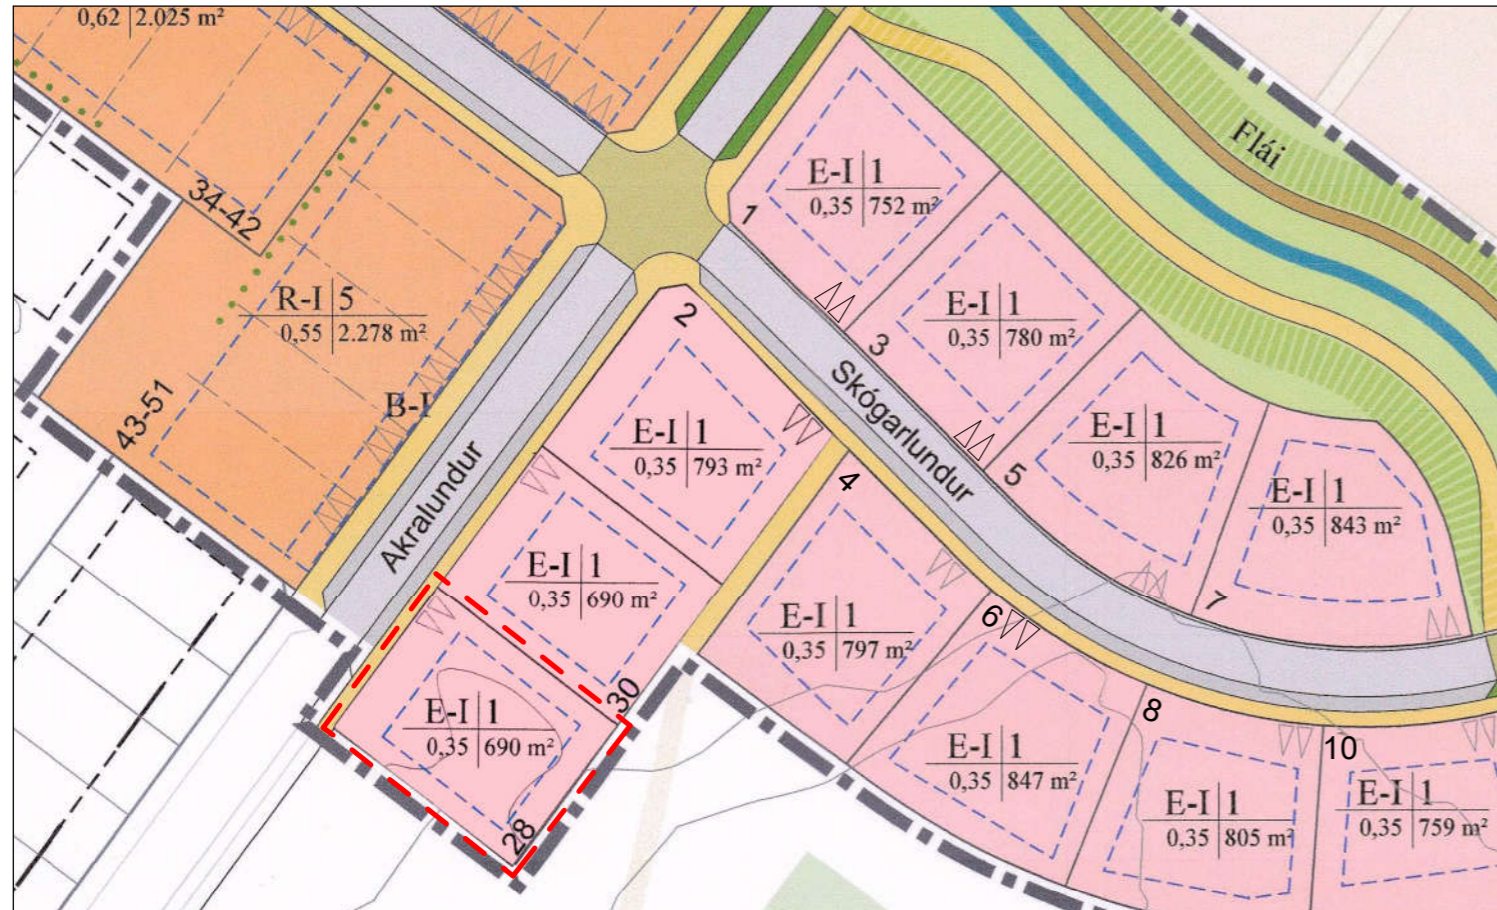 0,62 2.025 m²
34-42
R-I 5
0,55 2.278 m²
B-I
43-51
Akralundur
Flái
E-I 1
0,35 752 m²
1
E-I 1
0,35 780 m²
3
Skógarlundur
E-I 1
0,35 826 m²
5
E-I 1
0,35 843 m²
7
2
E-I 1
0,35 793 m²
E-I 1
0,35 690 m²
30
E-I 1
0,35 690 m²
28
4
E-I 1
0,35 797 m²
6
E-I 1
0,35 847 m²
8
E-I 1
0,35 805 m²
10
E-I 1
0,35 759 m²